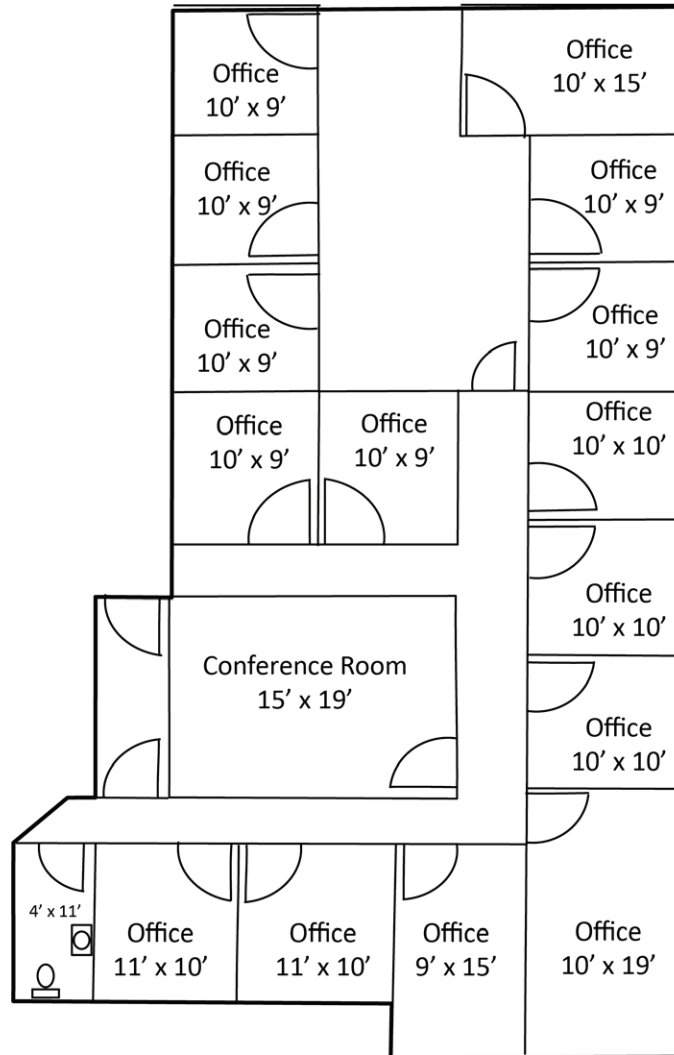 Office
10’ x 9’
Office
10’ x 15’
Office
10’ x 9’
Office
10’ x 9’
Office
10’ x 9’
Office
10’ x 9’
Office
10’ x 9’
Office
10’ x 9’
Office
10’ x 10’
Office
10’ x 10’
Conference Room
15’ x 19’
Office
10’ x 10’
4’ x 11’
Office
11’ x 10’
Office
11’ x 10’
Office
9’ x 15’
Office
10’ x 19’